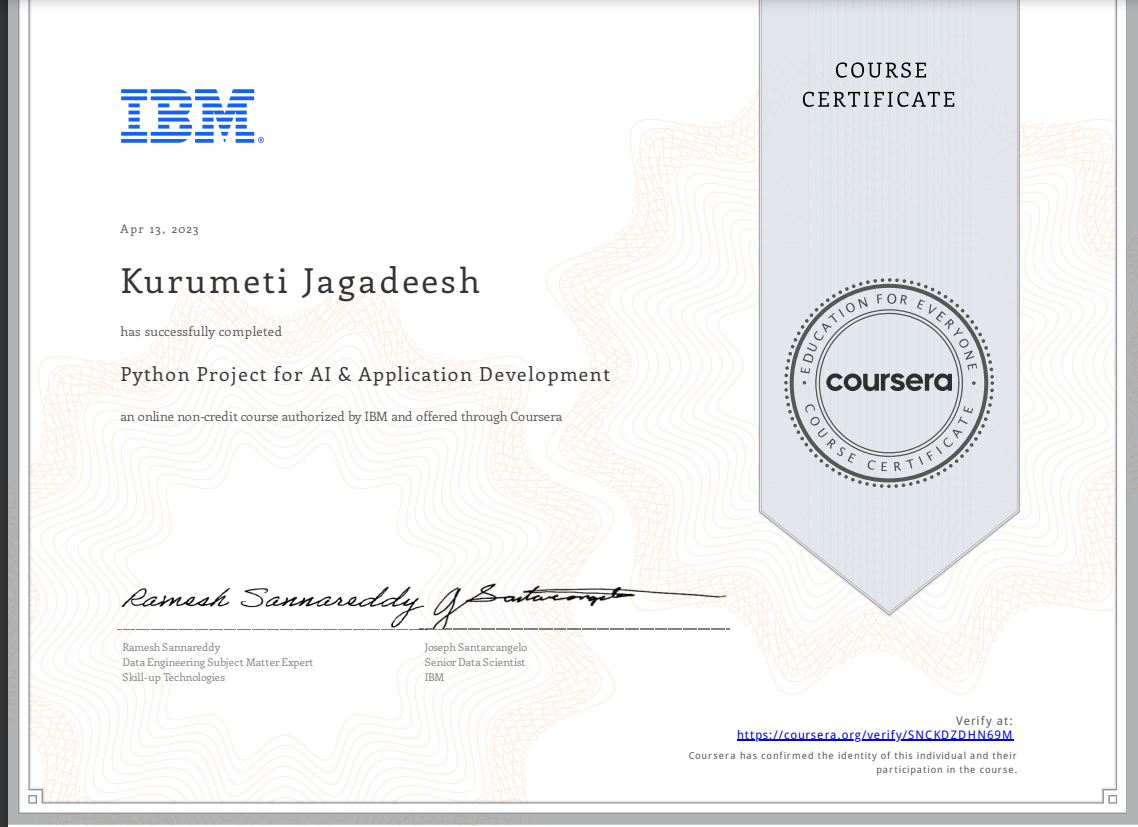 COURSE
CERTIFICATE
IBM®
Apr 13, 2023
Kurumeti Jagadeesh
has successfully completed
Python Project for AI & Application Development
an online non-credit course authorized by IBM and offered through Coursera
EDUCATION FOR EVERYONE
coursera
COURSE CERTIFICATE
Ramesh Sannareddy
J Santarcangelo
Ramesh Sannareddy
Data Engineering Subject Matter Expert
Skill-up Technologies
Joseph Santarcangelo
Senior Data Scientist
IBM
Verify at:
https://coursera.org/verify/SNCKDZDHN69M
Coursera has confirmed the identity of this individual and their
participation in the course.